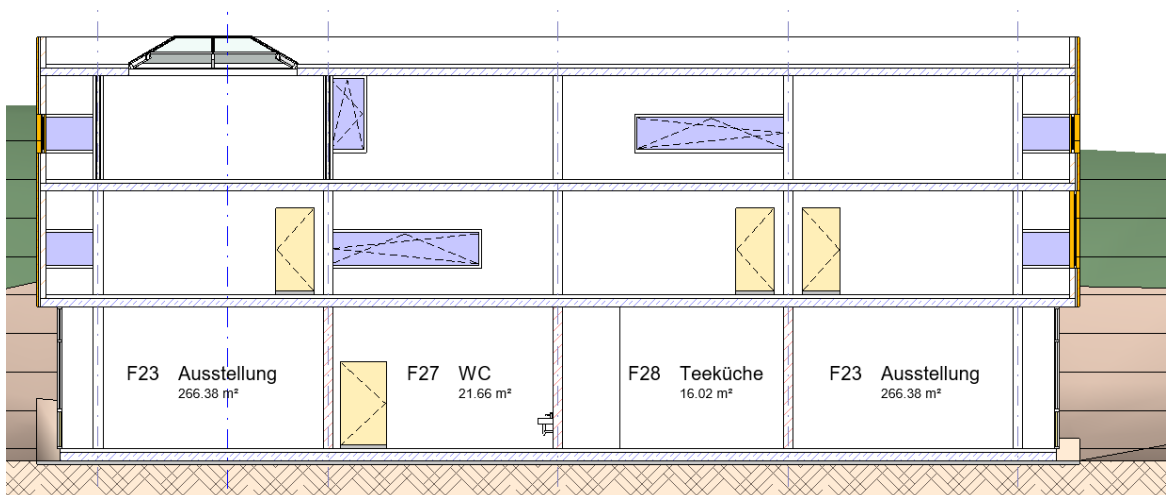 F23 Ausstellung
266.38 m²
F27 WC
21.66 m²
F28 Teeküche
16.02 m²
F23 Ausstellung
266.38 m²